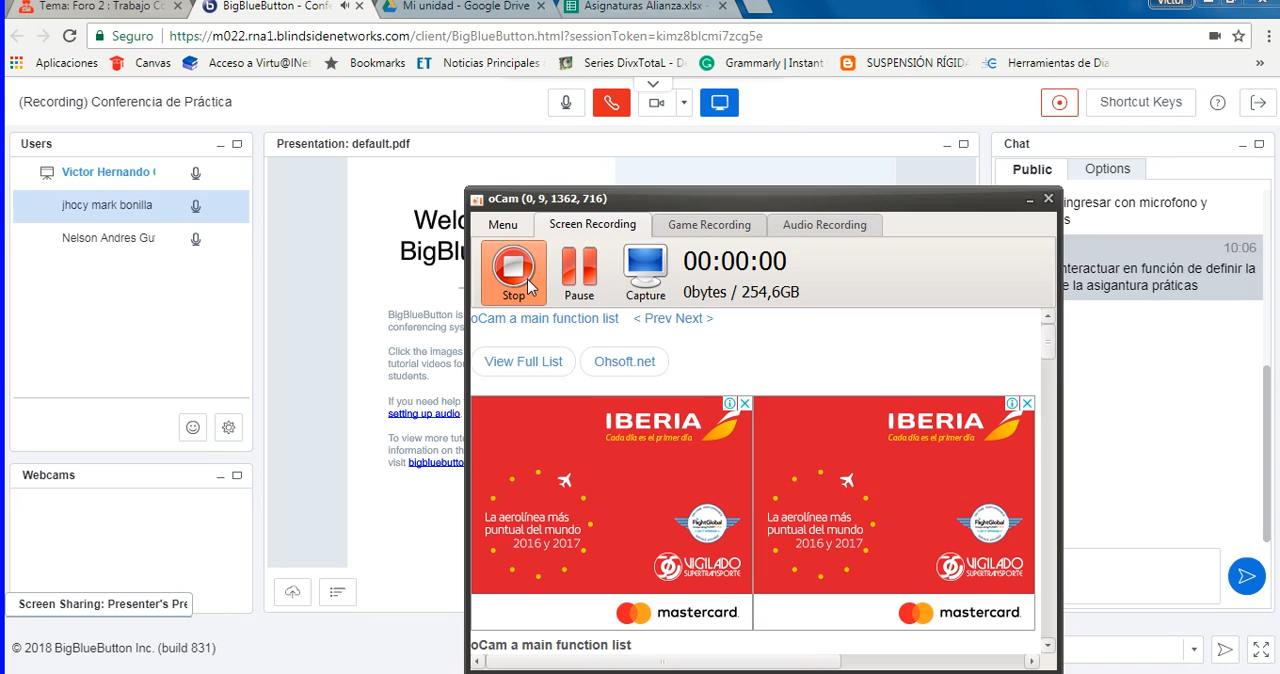 Tema: Foro 2 : Trabajo Co
BigBlueButton - Confe
Mi unidad - Google Drive
Asignaturas Alianza.xlsx -
Victor
Seguro
https://m022.rna1.blindsidenetworks.com/client/BigBlueButton.html?sessionToken=kimz8blcmi7zcg5e
Aplicaciones
Canvas
Acceso a Virtu@lNet
Bookmarks
ET
Noticias Principales
Series DivxTotaL - De
Grammarly | Instant
SUSPENSIÓN RÍGIDA
Herramientas de Dia
»
(Recording) Conferencia de Práctica
Shortcut Keys
Users
Victor Hernando
jhocy mark bonilla
Nelson Andres Gu
Webcams
Screen Sharing: Presenter's Pre
© 2018 BigBlueButton Inc. (build 831)
Presentation: default.pdf
Welc
BigBlu
BigBlueButton is
conferencing sys
Click the images
tutorial videos fo
students.
If you need help
setting up audio
To view more tut
information on th
visit bigbluebutto
oCam (0, 9, 1362, 716)
Menu
Screen Recording
Game Recording
Audio Recording
Stop
Pause
Capture
00:00:00
0bytes / 254,6GB
oCam a main function list
< Prev Next >
View Full List
Ohsoft.net
IBERIA
Cada día es el primer día
La aerolínea más
puntual del mundo
2016 y 2017
FlightGlobal
VIGILADO
SUPERTRANSPORTE
mastercard.
IBERIA
Cada día es el primer día
La aerolínea más
puntual del mundo
2016 y 2017
FlightGlobal
VIGILADO
SUPERTRANSPORTE
mastercard.
oCam a main function list
Chat
Public
Options
ingresar con microfono y
s
10:06
nteractuar en función de definir la
e la asigantura práticas